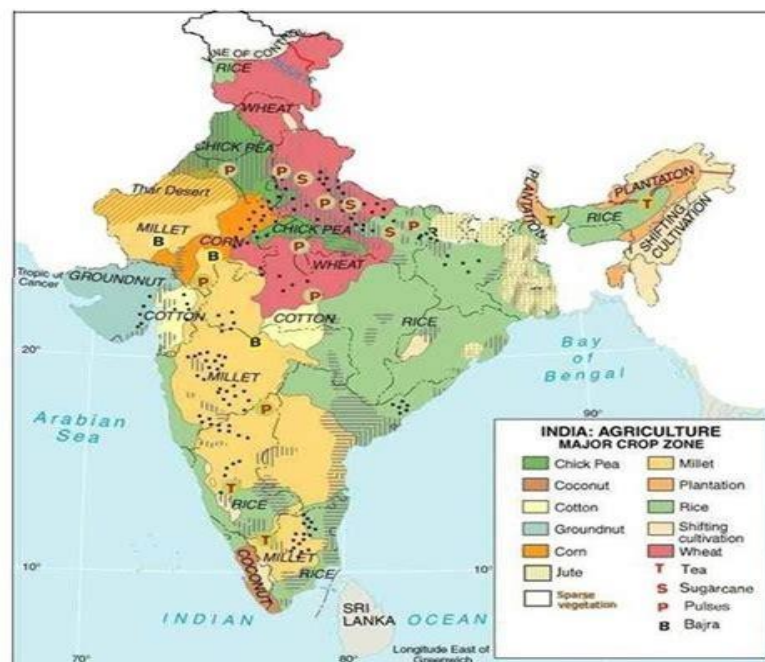 LINE OF CONTROL
RICE
WHEAT
CHICK PEA
P
P
S
P
S
Thar Desert
MILLET
B
CORN
B
CHICK PEA
P
S
P
B
WHEAT
P
P
PLANTATION
T
PLANTATON
RICE
T
SHIFTING
CULTIVATION
Tropic of
Cancer
GROUNDNUT
COTTON
COTTON
RICE
B
20°
MILLET
P
Bay
of
Bengal
90°
Arabian
Sea
T
RICE
T
MILLET
10°
COCONUT
RICE
10°
INDIAN
OCEAN
SRI
LANKA
70°
80°
Longitude East of
Greenwich
INDIA: AGRICULTURE
MAJOR CROP ZONE
Chick Pea
Coconut
Cotton
Groundnut
Corn
Jute
Sparse
vegetation
Millet
Plantation
Rice
Shifting
cultivation
Wheat
T Tea
S Sugarcane
P Pulses
B Bajra